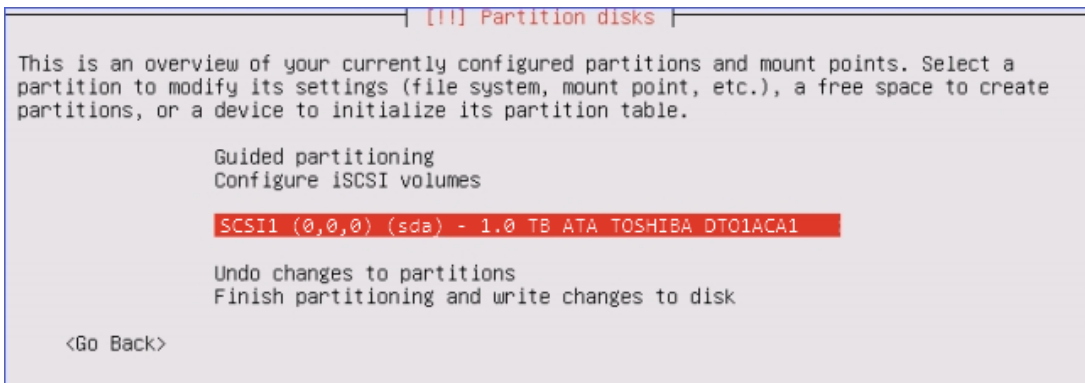 [!!] Partition disks
This is an overview of your currently configured partitions and mount points. Select a
partition to modify its settings (file system, mount point, etc.), a free space to create
partitions, or a device to initialize its partition table.
Guided partitioning
Configure iSCSI volumes
SCSI1 (0,0,0) (sda) - 1.0 TB ATA TOSHIBA DT01ACA1
Undo changes to partitions
Finish partitioning and write changes to disk
<Go Back>